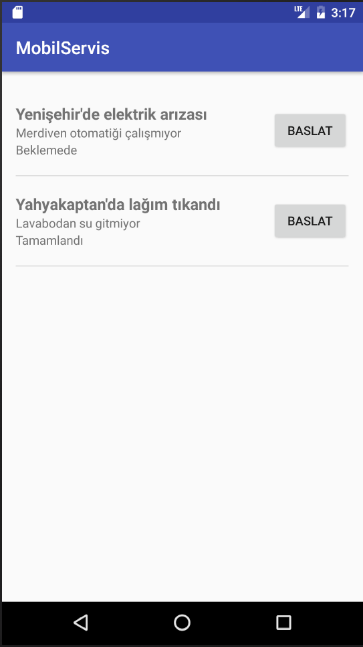 LTE 3:17
MobilServis
Yenişehir'de elektrik arızası
Merdiven otomatiği çalışmıyor
Beklemede
BASLAT
Yahyakaptan'da lağım tıkandı
Lavabodan su gitmiyor
Tamamlandı
BASLAT